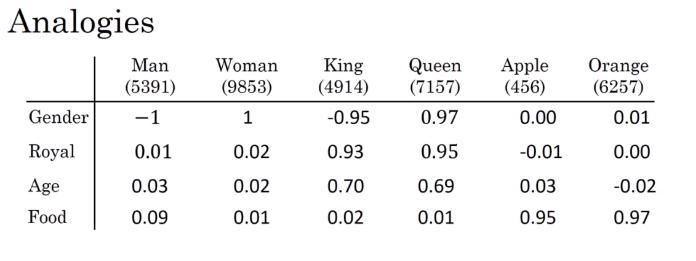 Analogies
Man Woman King Queen Apple Orange
(5391) (9853) (4914) (7157) (456) (6257)
Gender −1 1 -0.95 0.97 0.00 0.01
Royal 0.01 0.02 0.93 0.95 -0.01 0.00
Age 0.03 0.02 0.70 0.69 0.03 -0.02
Food 0.09 0.01 0.02 0.01 0.95 0.97